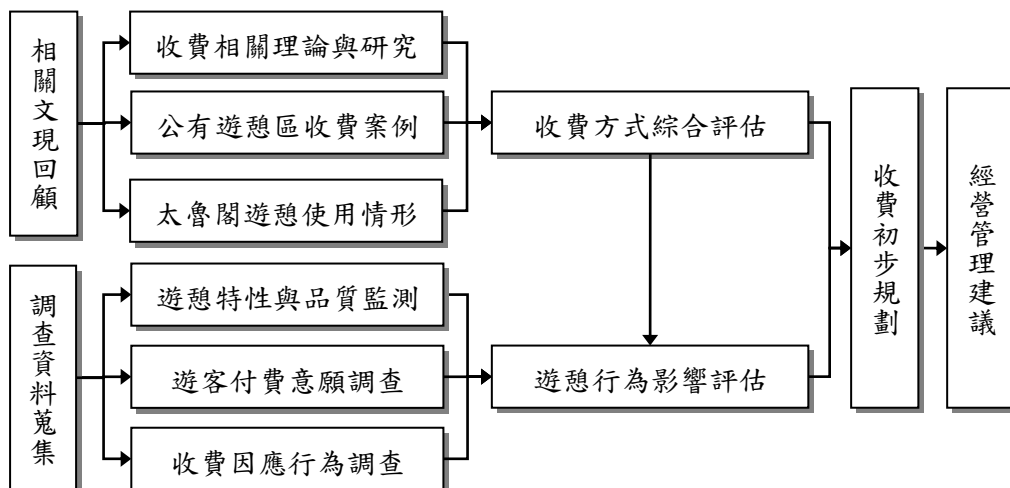 相關文現回顧
收費相關理論與研究
公有遊憩區收費案例
太魯閣遊憩使用情形
收費方式綜合評估
調查資料蒐集
遊憩特性與品質監測
遊客付費意願調查
收費因應行為調查
遊憩行為影響評估
收費初步規劃
經營管理建議